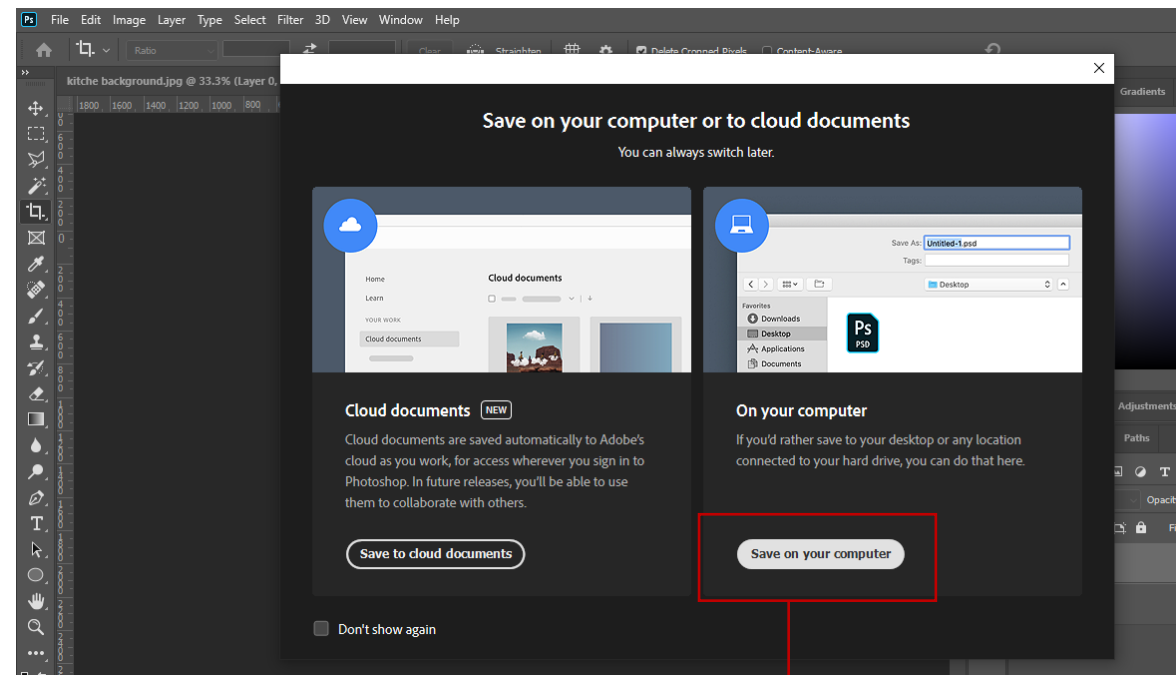 Ps File Edit Image Layer Type Select Filter 3D View Window Help
Ratio Clear Straighten Delete Cropped Pixels Content-Aware
kitche background.jpg @ 33.3% (Layer 0,
1800 1600 1400 1200 1000 800
Gradients
Save on your computer or to cloud documents
You can always switch later.
Home
Learn
YOUR WORK
Cloud documents
Cloud documents
Save As: Untitled-1.psd
Tags:
Desktop
Favorites
Downloads
Desktop
Applications
Documents
Ps
PSD
Cloud documents NEW
Cloud documents are saved automatically to Adobe's
cloud as you work, for access wherever you sign in to
Photoshop. In future releases, you'll be able to use
them to collaborate with others.
Save to cloud documents
On your computer
If you'd rather save to your desktop or any location
connected to your hard drive, you can do that here.
Save on your computer
Don't show again
Adjustments
Paths
T